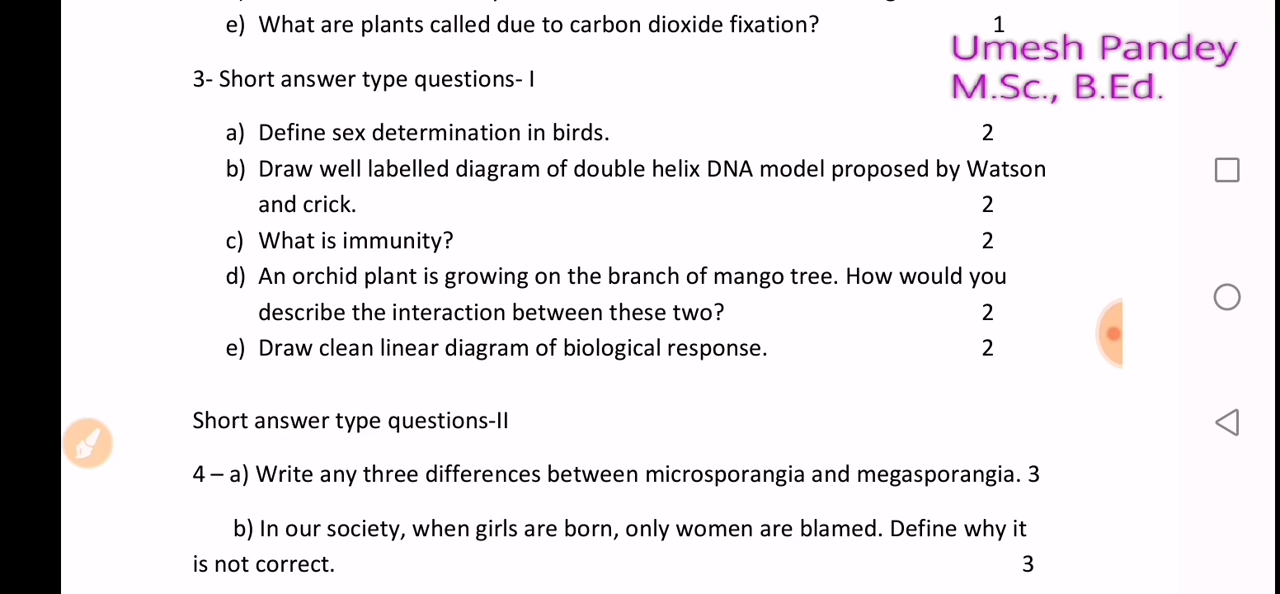 e) What are plants called due to carbon dioxide fixation? 1
Umesh Pandey
M.Sc., B.Ed.
3- Short answer type questions- I
a) Define sex determination in birds. 2
b) Draw well labelled diagram of double helix DNA model proposed by Watson
and crick. 2
c) What is immunity? 2
d) An orchid plant is growing on the branch of mango tree. How would you
describe the interaction between these two? 2
e) Draw clean linear diagram of biological response. 2
Short answer type questions-II
4 – a) Write any three differences between microsporangia and megasporangia. 3
b) In our society, when girls are born, only women are blamed. Define why it
is not correct. 3